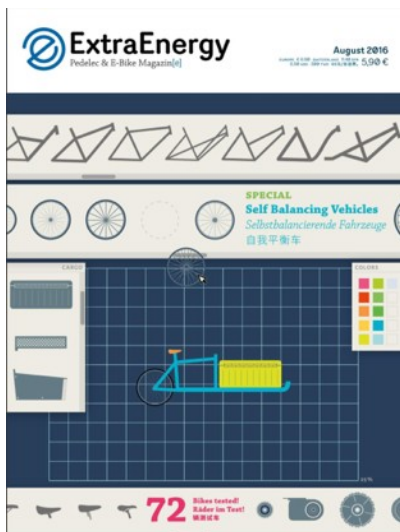 ExtraEnergy
Pedelec & E-Bike Magazin[e]
August 2016
5,90 €
SPECIAL
Self Balancing Vehicles
Selbstbalancierende Fahrzeuge
自我平衡车
CARGO
COLORS
72
Bikes tested!
Räder im Test!